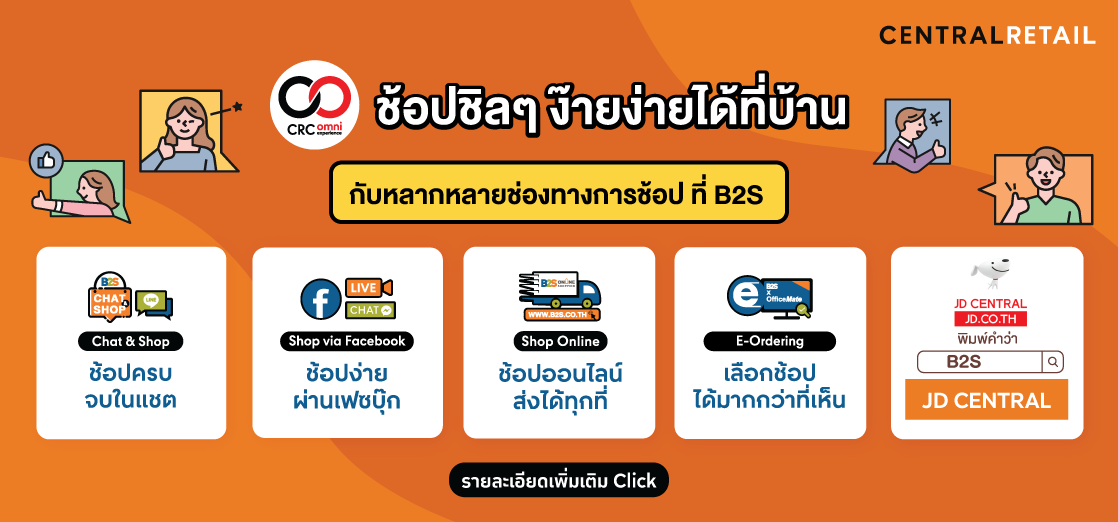 CENTRALRETAIL
CRC omni experience
ช้อปชิลๆ ง๊ายง่ายได้ที่บ้าน
กับหลากหลายช่องทางการช้อป ที่ B2S
B2S
CHAT
SHOP
LINE
Chat & Shop
ช้อปครบ
จบในแชต
LIVE
CHAT
Shop via Facebook
ช้อปง่าย
ผ่านเฟซบุ๊ก
B2S ONLINE
WWW.B2S.CO.TH
Shop Online
ช้อปออนไลน์
ส่งได้ทุกที่
e
B2S
x
OfficeMate
E-Ordering
เลือกช้อป
ได้มากกว่าที่เห็น
JD CENTRAL
JD.CO.TH
พิมพ์คำว่า
B2S
JD CENTRAL
รายละเอียดเพิ่มเติม Click